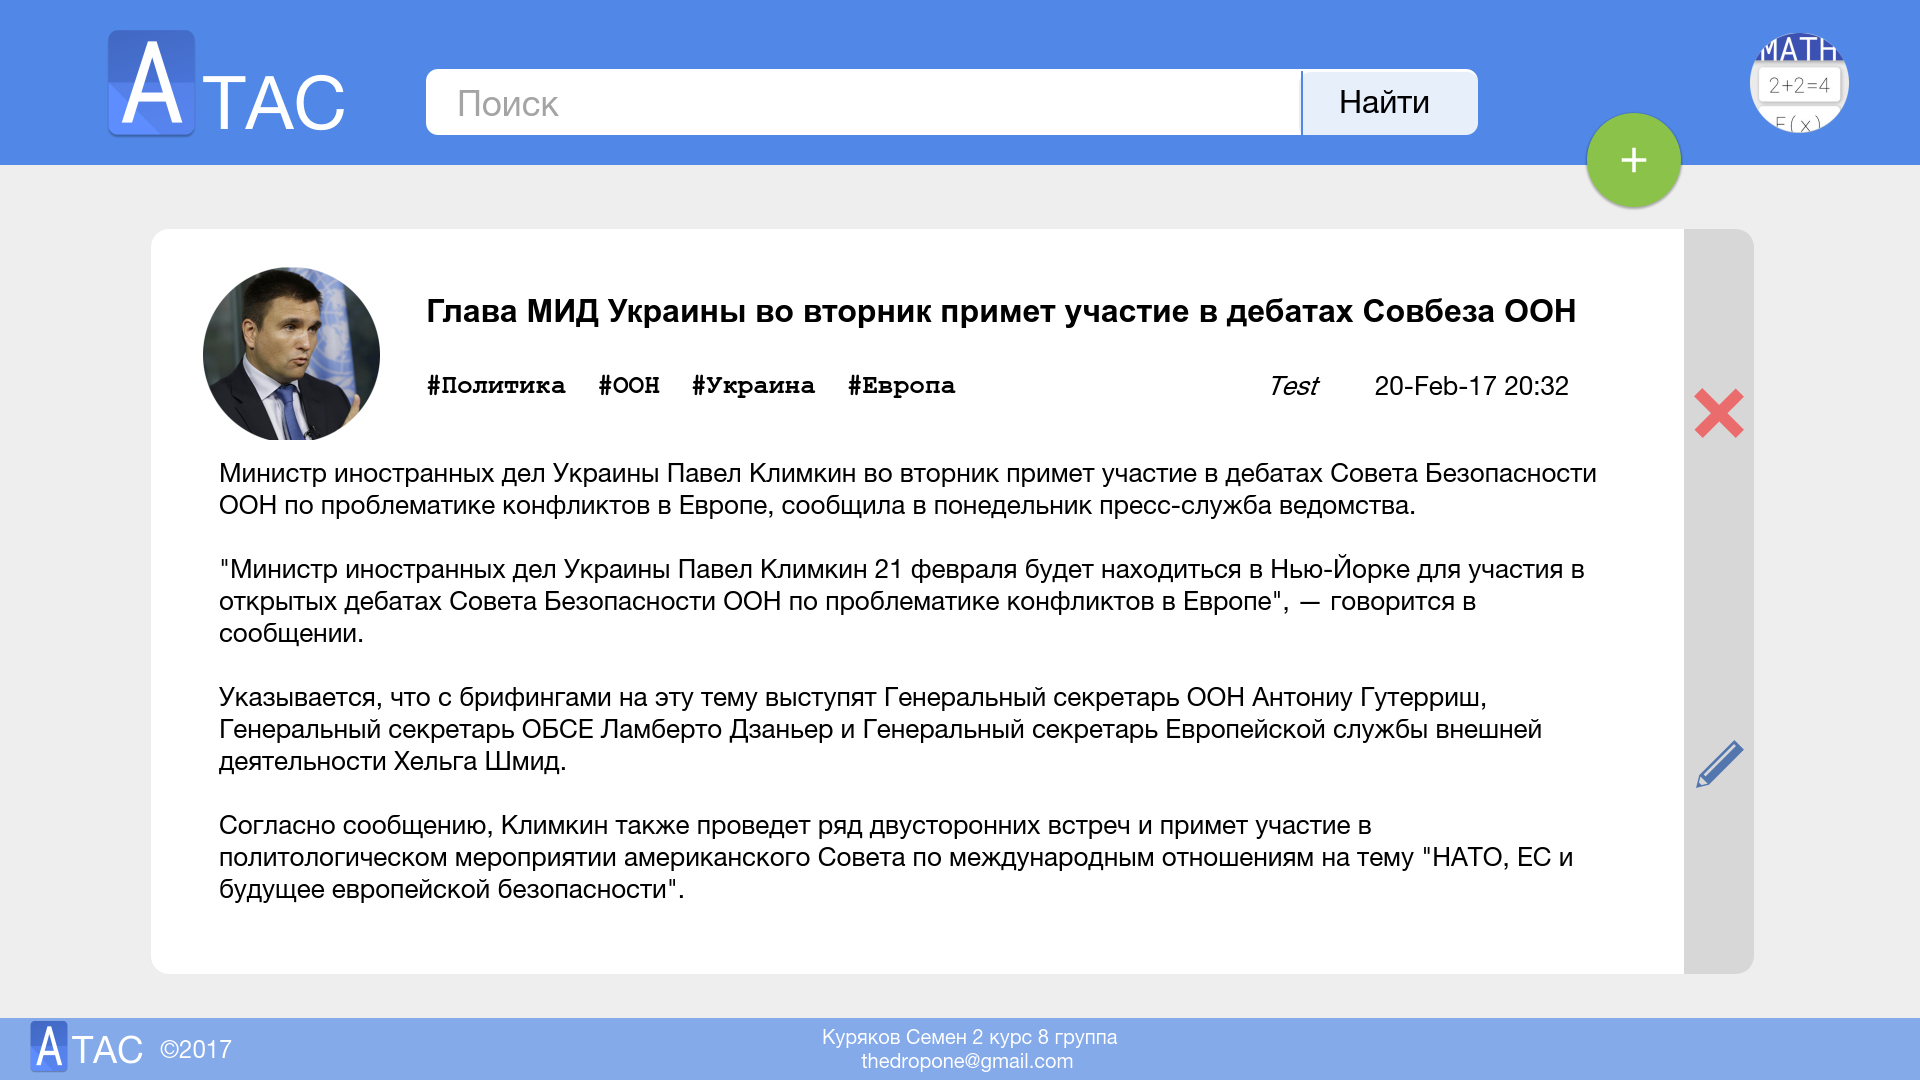 АТАС
Поиск
Найти
MATH
2+2=4
F(x)
+
Глава МИД Украины во вторник примет участие в дебатах Совбеза ООН
#Политика #ООН #Украина #Европа
Test 20-Feb-17 20:32
Министр иностранных дел Украины Павел Климкин во вторник примет участие в дебатах Совета Безопасности
ООН по проблематике конфликтов в Европе, сообщила в понедельник пресс-служба ведомства.
"Министр иностранных дел Украины Павел Климкин 21 февраля будет находиться в Нью-Йорке для участия в
открытых дебатах Совета Безопасности ООН по проблематике конфликтов в Европе", — говорится в
сообщении.
Указывается, что с брифингами на эту тему выступят Генеральный секретарь ООН Антониу Гутерриш,
Генеральный секретарь ОБСЕ Ламберто Дзаньер и Генеральный секретарь Европейской службы внешней
деятельности Хельга Шмид.
Согласно сообщению, Климкин также проведет ряд двусторонних встреч и примет участие в
политологическом мероприятии американского Совета по международным отношениям на тему "НАТО, ЕС и
будущее европейской безопасности".
АТАС ©2017
Куряков Семен 2 курс 8 группа
thedropone@gmail.com